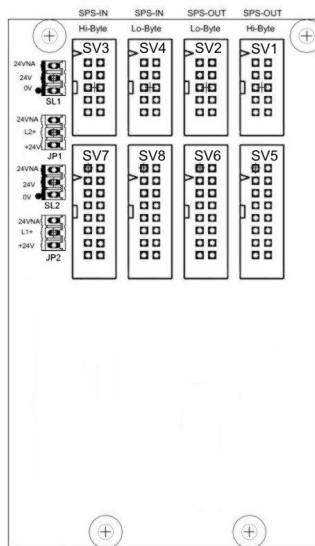 SPS-IN SPS-IN SPS-OUT SPS-OUT
Hi-Byte Lo-Byte Lo-Byte Hi-Byte
SV3 SV4 SV2 SV1
24VNA
24V
0V
SL1
24VNA
L2+
+24V
JP1
SV7 SV8 SV6 SV5
24VNA
24V
0V
SL2
24VNA
L1+
+24V
JP2